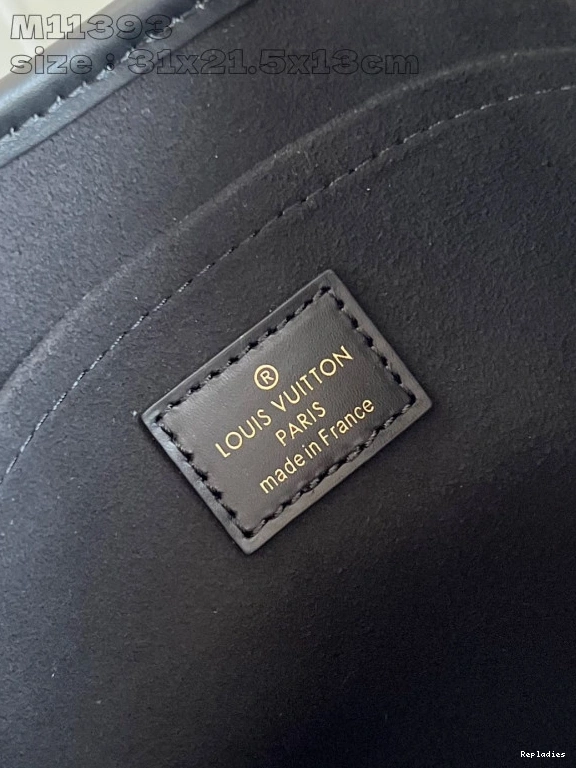 M11393
size : 31x21.5x13cm
®
LOUIS VUITTON
PARIS
made in France
Repladies